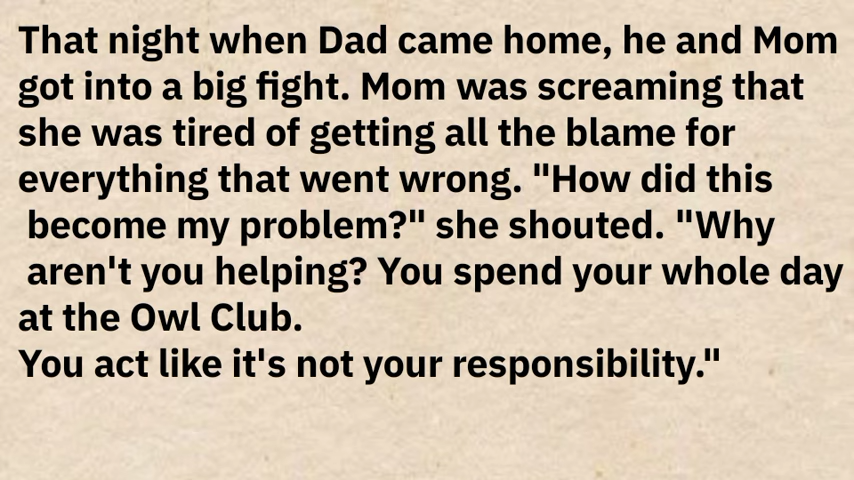 That night when Dad came home, he and Mom
got into a big fight. Mom was screaming that
she was tired of getting all the blame for
everything that went wrong. "How did this
become my problem?" she shouted. "Why
aren't you helping? You spend your whole day
at the Owl Club.
You act like it's not your responsibility."